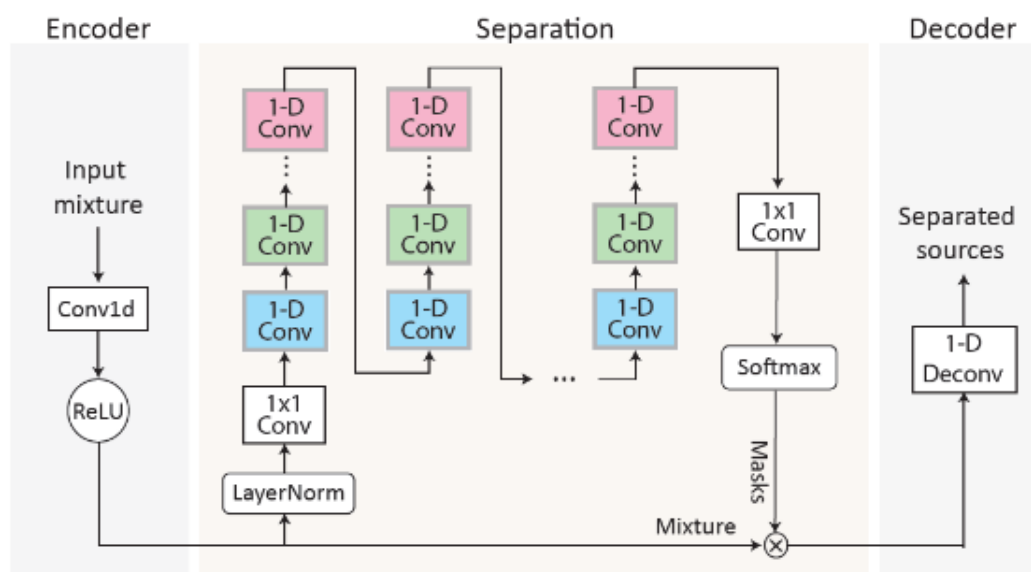 Encoder
Separation
Decoder
Input
mixture
Conv1d
ReLU
1-D
Conv
1-D
Conv
1-D
Conv
1x1
Conv
LayerNorm
1-D
Conv
1-D
Conv
1-D
Conv
...
1-D
Conv
1-D
Conv
1-D
Conv
1x1
Conv
Softmax
Masks
Mixture
Separated
sources
1-D
Deconv